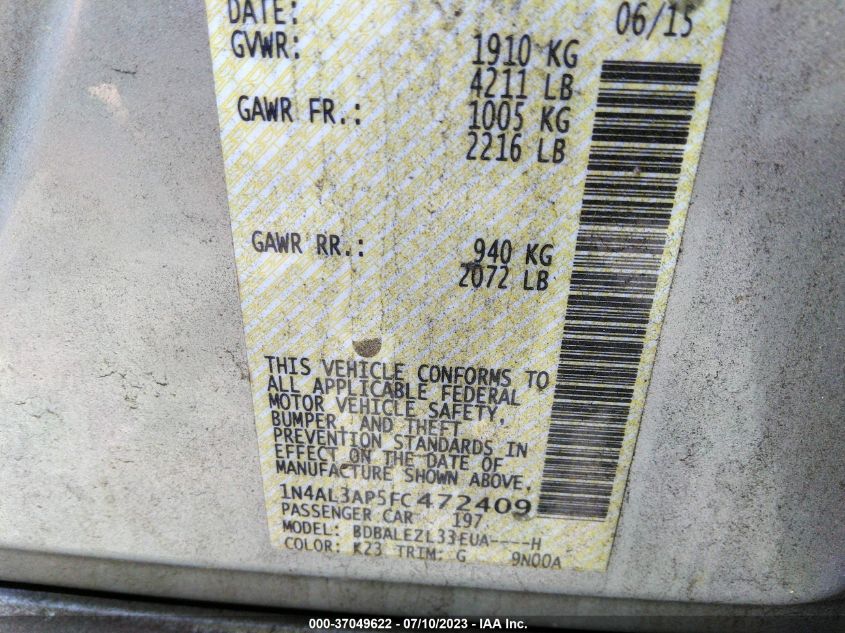 DATE: 06/15
GVWR: 1910 KG
4211 LB
GAWR FR.: 1005 KG
2216 LB
GAWR RR.: 940 KG
2072 LB
THIS VEHICLE CONFORMS TO
ALL APPLICABLE FEDERAL
MOTOR VEHICLE SAFETY,
BUMPER, AND THEFT
PREVENTION STANDARDS IN
EFFECT ON THE DATE OF
MANUFACTURE SHOWN ABOVE.
1N4AL3AP5FC472409
PASSENGER CAR 197
MODEL: BDBALEZL33EUA----H
COLOR: K23 TRIM: G 9N00A
000-37049622 - 07/10/2023 - IAA Inc.